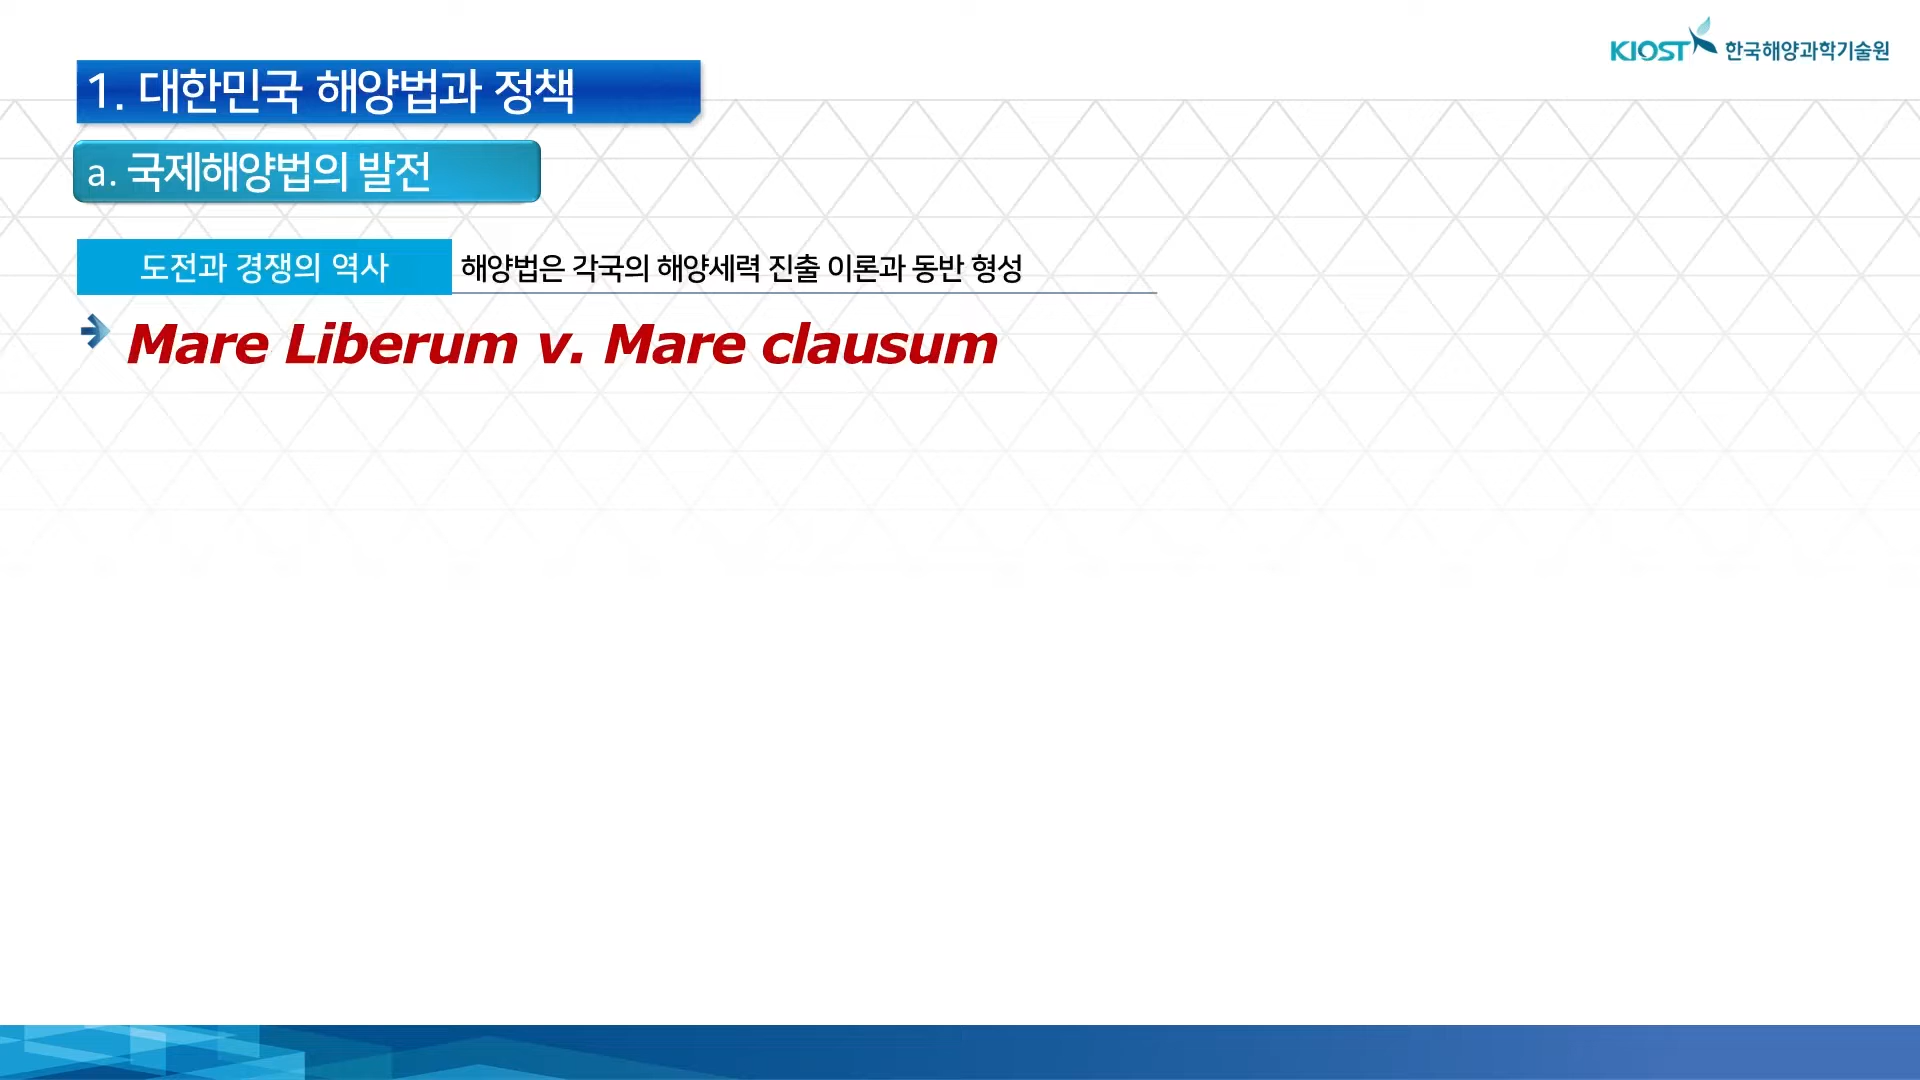 KIOST 한국해양과학기술원
1. 대한민국 해양법과 정책
a. 국제해양법의 발전
도전과 경쟁의 역사 해양법은 각국의 해양세력 진출 이론과 동반 형성
Mare Liberum v. Mare clausum